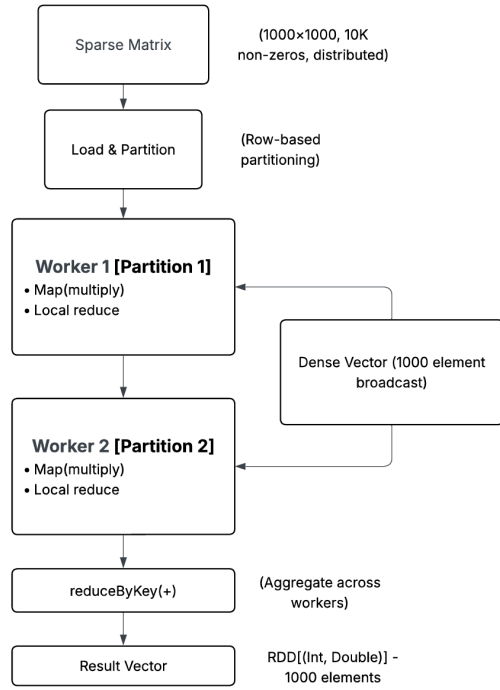 Sparse Matrix
(1000×1000, 10K
non-zeros, distributed)
Load & Partition
(Row-based
partitioning)
Worker 1 [Partition 1]
• Map(multiply)
• Local reduce
Dense Vector (1000 element
broadcast)
Worker 2 [Partition 2]
• Map(multiply)
• Local reduce
reduceByKey(+)
(Aggregate across
workers)
Result Vector
RDD[(Int, Double)] -
1000 elements